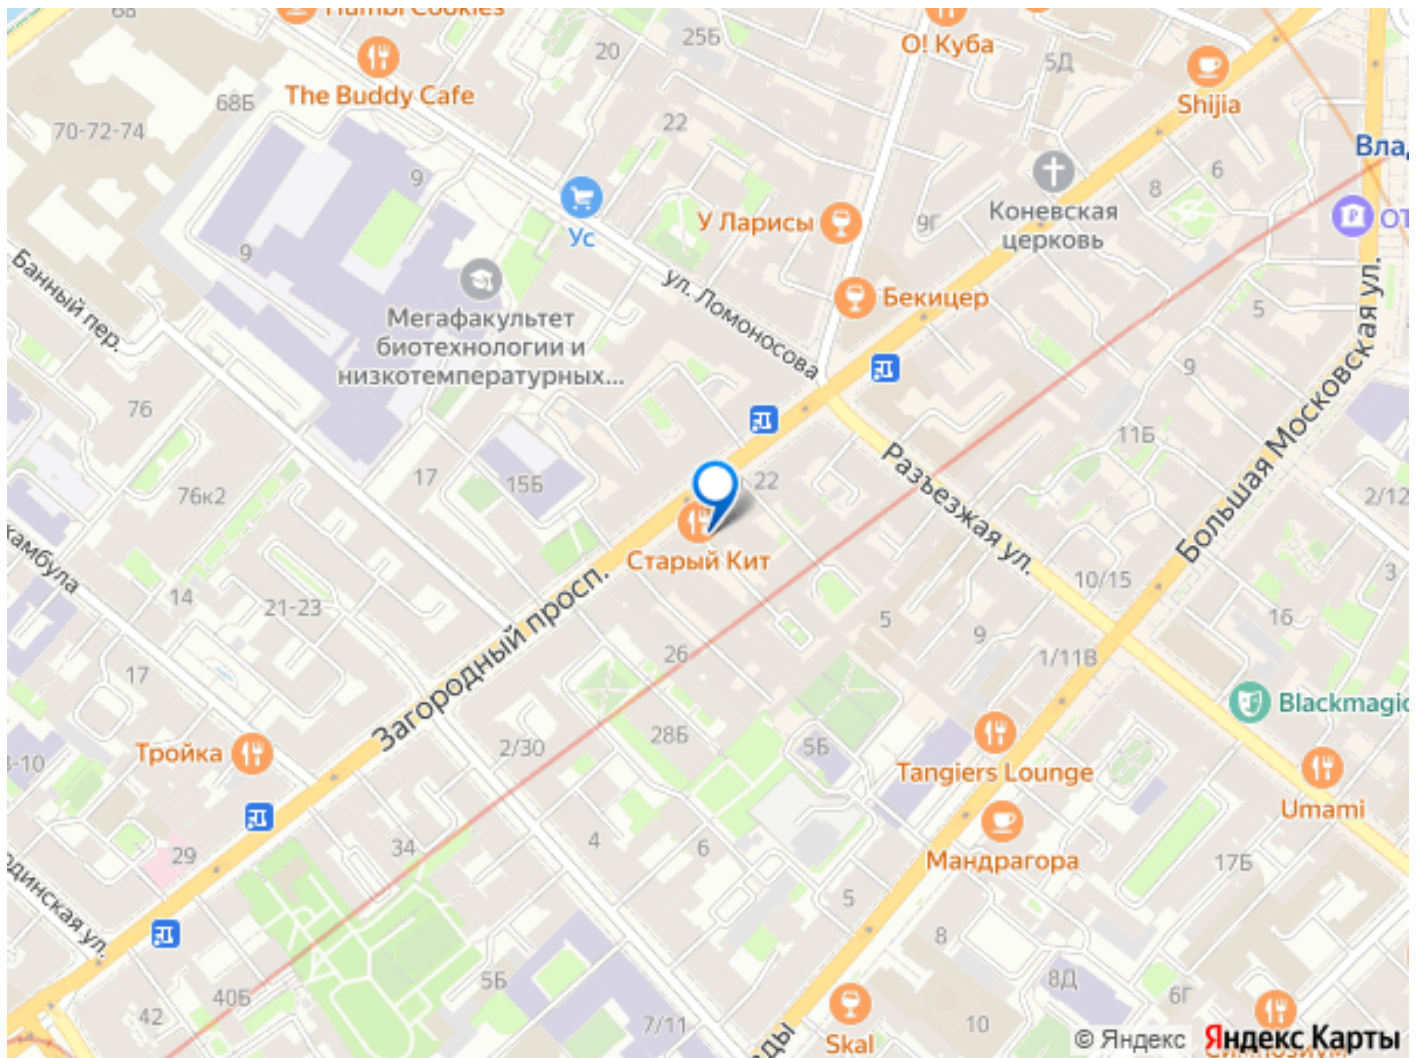 68
Humbi Cookies
20
25Б
О! Куба
5Д
The Buddy Cafe
Shijia
68Б
70-72-74
22
9
6
8
Коневская
церковь
У Ларисы
9Г
Ус
9
ул. Ломоносова
Бекицер
5
Банный пер.
Мегафакультет
биотехнологии и
низкотемпературных...
9
Большая Московская ул.
76
11Б
17
15Б
22
Разъезжая ул.
76к2
2/12
Старый Кит
14
21-23
10/15
3
16
Загородный просп.
5
9
17
26
1/11В
Blackmagic
28Б
5Б
2/30
Тройка
Tangiers Lounge
Umami
Мандрагора
29
34
4
6
17Б
5
8
40Б
5Б
8Д
6Г
42
7/11
10
Skal
© Яндекс Яндекс Карты